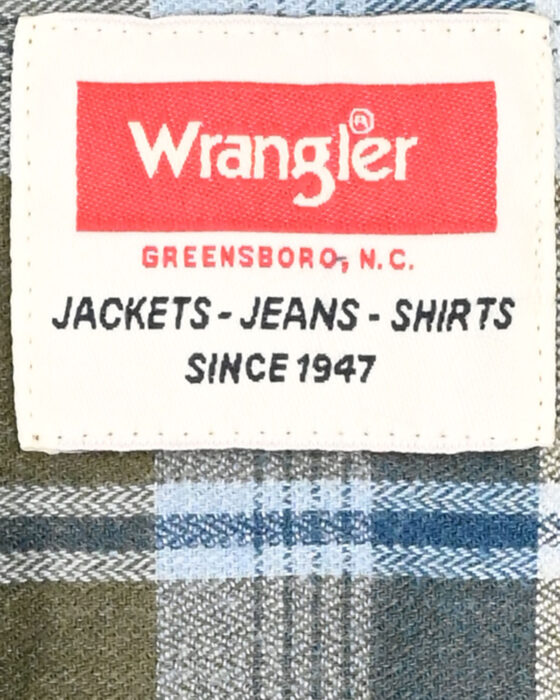 Wrangler®
GREENSBORO, N.C.
JACKETS - JEANS - SHIRTS
SINCE 1947